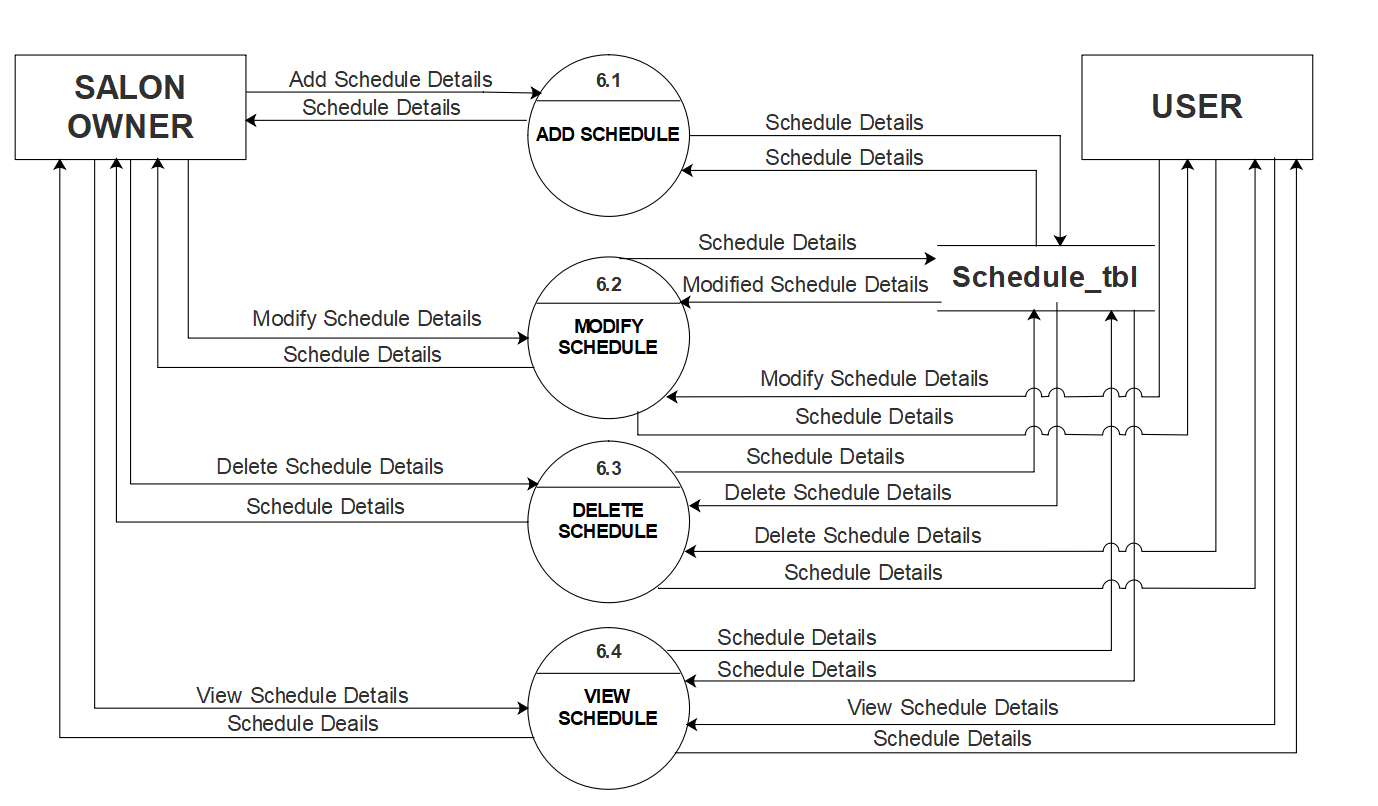 SALON
OWNER
Add Schedule Details
Schedule Details
6.1
ADD SCHEDULE
USER
Schedule Details
Schedule Details
Schedule Details
Modified Schedule Details
Schedule_tbl
6.2
MODIFY
SCHEDULE
Modify Schedule Details
Schedule Details
Modify Schedule Details
Schedule Details
Delete Schedule Details
Schedule Details
6.3
DELETE
SCHEDULE
Schedule Details
Delete Schedule Details
Delete Schedule Details
Schedule Details
6.4
VIEW
SCHEDULE
Schedule Details
Schedule Details
View Schedule Details
Schedule Deails
View Schedule Details
Schedule Details